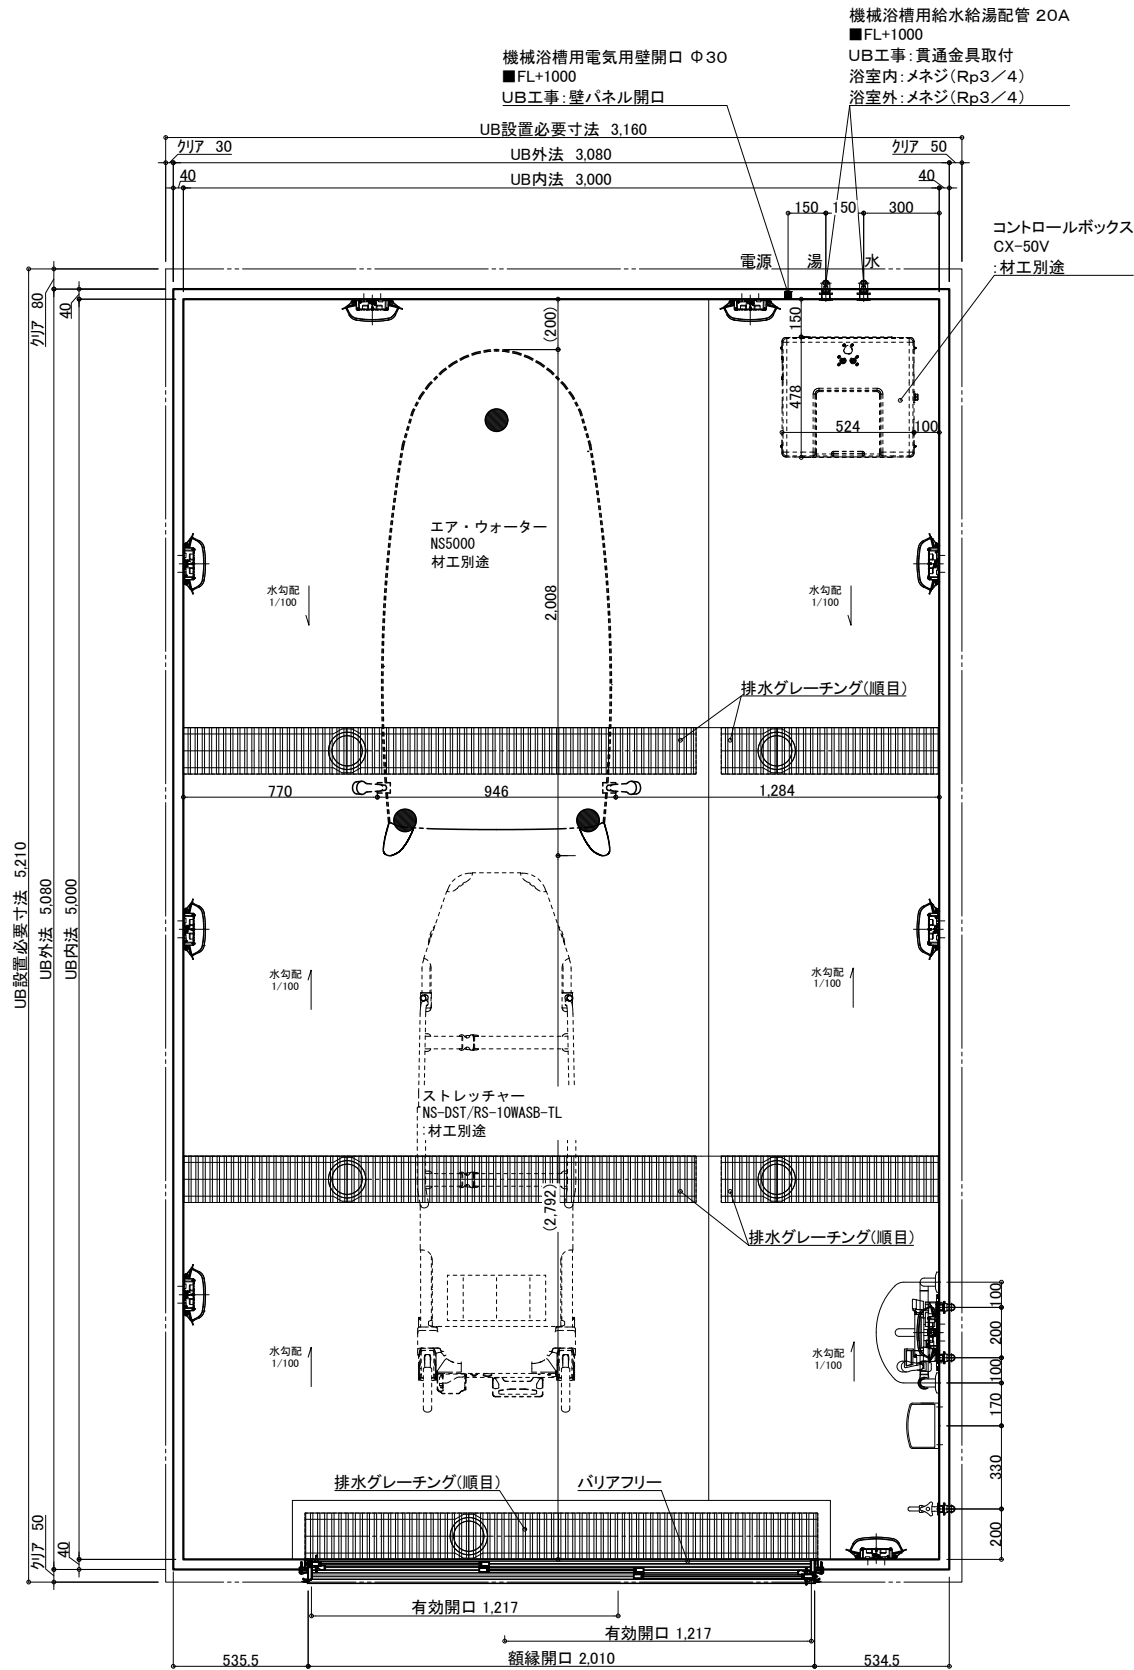 機械浴槽用給水給湯配管 20A
■FL+1000
UB工事：貫通金具取付
浴室内：メネジ(Rp3／4)
浴室外：メネジ(Rp3／4)
機械浴槽用電気用壁開口 Φ30
■FL+1000
UB工事：壁パネル開口
UB設置必要寸法 3,160
クリア 30
UB外法 3,080
クリア 50
40
UB内法 3,000
40
150
150
300
コントロールボックス
CX-50V
:材工別途
電源
湯
水
クリア 80
40
(200)
150
478
524
100
エア・ウォーター
NS5000
材工別途
2,008
水勾配
1/100
水勾配
1/100
排水グレーチング(順目)
770
946
1,284
UB設置必要寸法 5,210
UB外法 5,080
UB内法 5,000
水勾配
1/100
水勾配
1/100
ストレッチャー
NS-DST/RS-10WASB-TL
:材工別途
(2,792)
排水グレーチング(順目)
100
200
100
170
330
200
水勾配
1/100
水勾配
1/100
排水グレーチング(順目)
バリアフリー
クリア 50
40
有効開口 1,217
有効開口 1,217
535.5
額縁開口 2,010
534.5